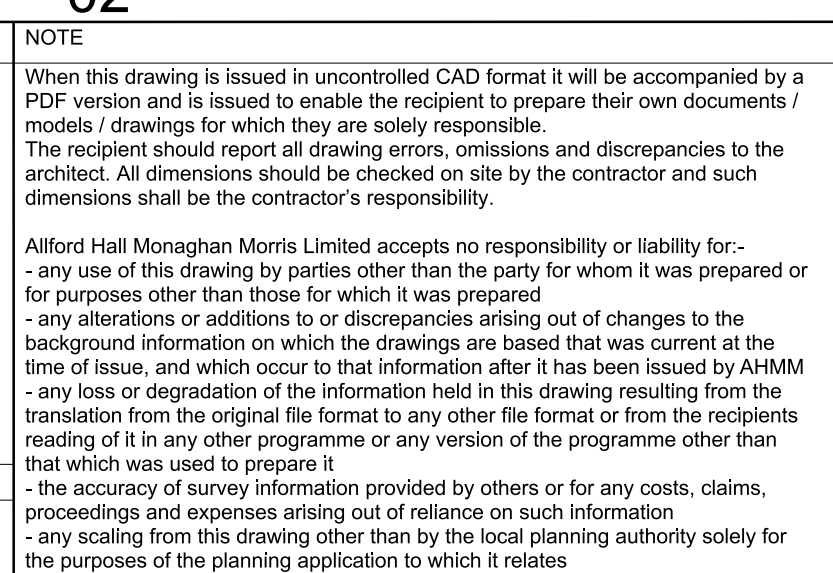 NOTE
When this drawing is issued in uncontrolled CAD format it will be accompanied by a
PDF version and is issued to enable the recipient to prepare their own documents /
models / drawings for which they are solely responsible.
The recipient should report all drawing errors, omissions and discrepancies to the
architect. All dimensions should be checked on site by the contractor and such
dimensions shall be the contractor's responsibility.
Allford Hall Monaghan Morris Limited accepts no responsibility or liability for:-
- any use of this drawing by parties other than the party for whom it was prepared or
for purposes other than those for which it was prepared
- any alterations or additions to or discrepancies arising out of changes to the
background information on which the drawings are based that was current at the
time of issue, and which occur to that information after it has been issued by AHMM
- any loss or degradation of the information held in this drawing resulting from the
translation from the original file format to any other file format or from the recipients
reading of it in any other programme or any version of the programme other than
that which was used to prepare it
- the accuracy of survey information provided by others or for any costs, claims,
proceedings and expenses arising out of reliance on such information
- any scaling from this drawing other than by the local planning authority solely for
the purposes of the planning application to which it relates